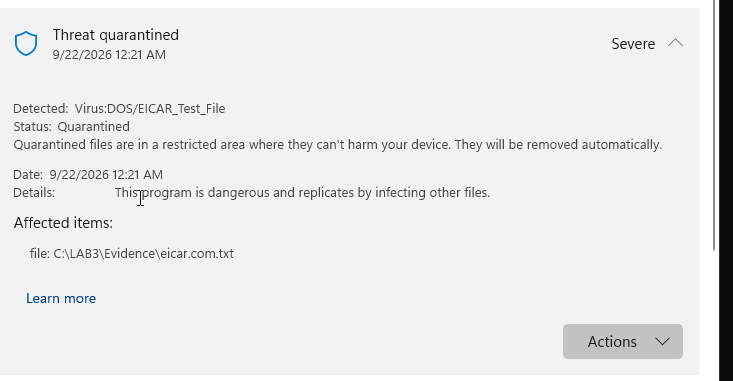 Threat quarantined
9/22/2026 12:21 AM
Severe
Detected: Virus:DOS/EICAR_Test_File
Status: Quarantined
Quarantined files are in a restricted area where they can't harm your device. They will be removed automatically.
Date: 9/22/2026 12:21 AM
Details: This program is dangerous and replicates by infecting other files.
Affected items:
file: C:\LAB3\Evidence\eicar.com.txt
Learn more
Actions